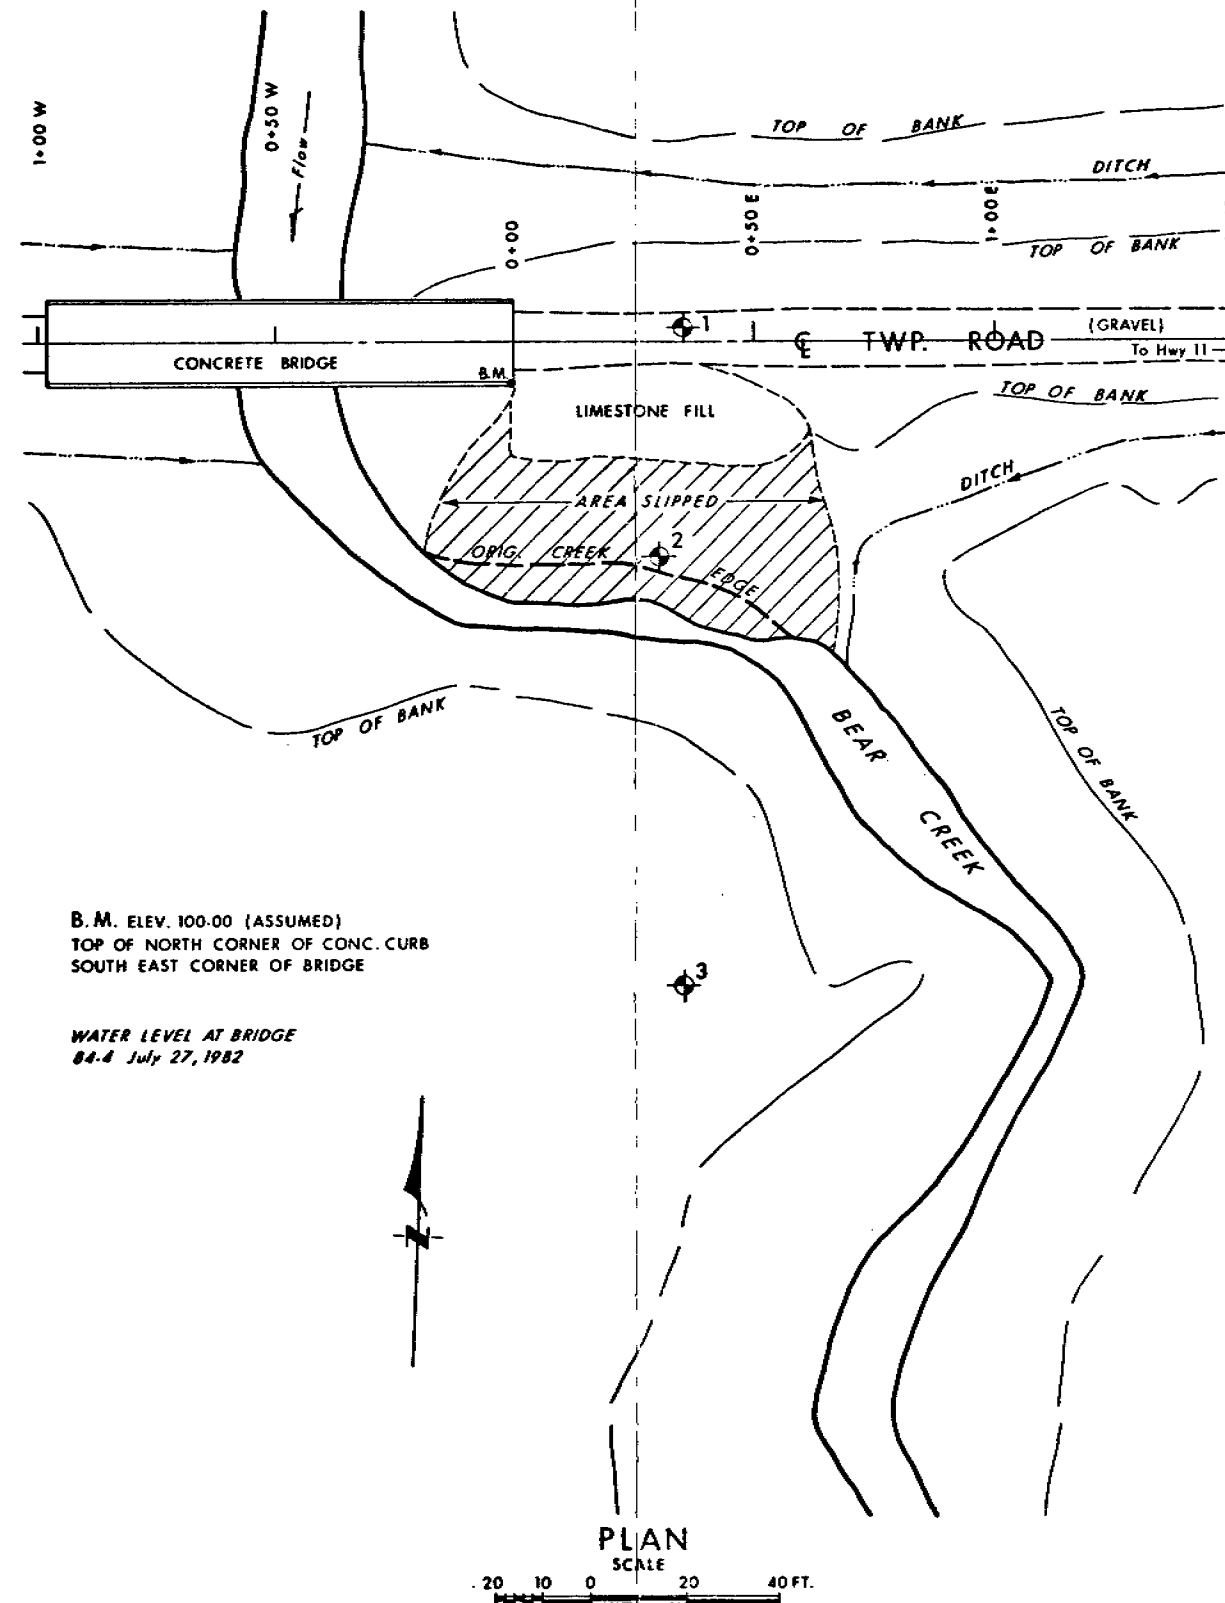 1+00 W
0+50 W
Flow
0+00
0+50 E
1+00 E
TOP OF BANK
DITCH
TOP OF BANK
1
℄ TWP. ROAD
(GRAVEL)
To Hwy 11
CONCRETE BRIDGE
B.M.
LIMESTONE FILL
TOP OF BANK
DITCH
AREA SLIPPED
2
ORIG. CREEK EDGE
TOP OF BANK
BEAR CREEK
TOP OF BANK
B.M. ELEV. 100.00 (ASSUMED)
TOP OF NORTH CORNER OF CONC. CURB
SOUTH EAST CORNER OF BRIDGE
3
WATER LEVEL AT BRIDGE
84.4 July 27, 1982
N
PLAN
SCALE
20 10 0 20 40 FT.